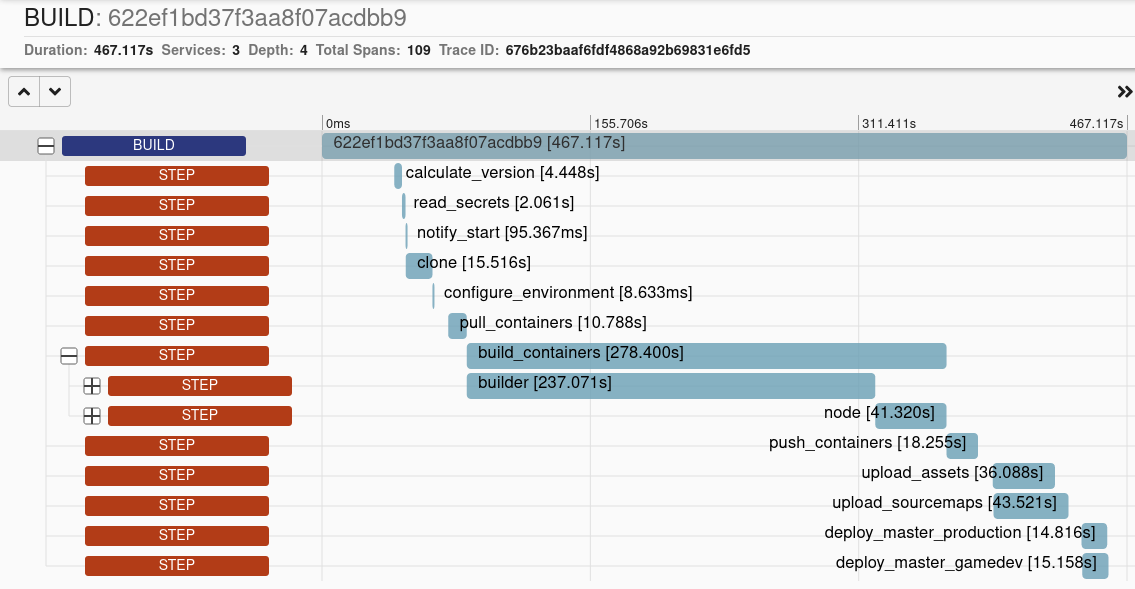 BUILD: 622ef1bd37f3aa8f07acdbb9
Duration: 467.117s Services: 3 Depth: 4 Total Spans: 109 Trace ID: 676b23baaf6fdf4868a92b69831e6fd5
0ms 155.706s 311.411s 467.117s
BUILD 622ef1bd37f3aa8f07acdbb9 [467.117s]
STEP calculate_version [4.448s]
STEP read_secrets [2.061s]
STEP notify_start [95.367ms]
STEP clone [15.516s]
STEP configure_environment [8.633ms]
STEP pull_containers [10.788s]
STEP build_containers [278.400s]
STEP builder [237.071s]
STEP node [41.320s]
STEP push_containers [18.255s]
STEP upload_assets [36.088s]
STEP upload_sourcemaps [43.521s]
STEP deploy_master_production [14.816s]
STEP deploy_master_gamedev [15.158s]